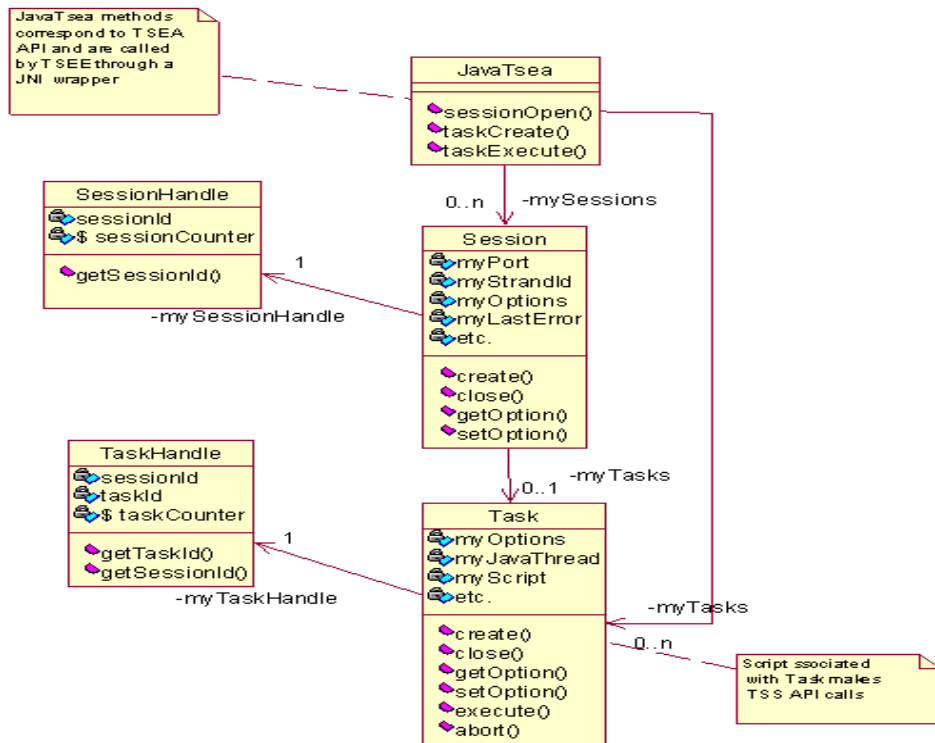 JavaTsea methods
correspond to TSEA
API and are called
by TSEE through a
JNI wrapper
JavaTsea
sessionOpen()
taskCreate()
taskExecute()
0..n
-mySessions
SessionHandle
sessionId
$ sessionCounter
getSessionId()
1
-mySessionHandle
Session
myPort
myStrandId
myOptions
myLastError
etc.
create()
close()
getOption()
setOption()
-myTasks
0..1
TaskHandle
sessionId
taskId
$ taskCounter
getTaskId()
getSessionId()
1
-myTaskHandle
Task
myOptions
myJavaThread
myScript
etc.
create()
close()
getOption()
setOption()
execute()
abort()
-myTasks
0..n
Script ssociated
with Task makes
TSS API calls